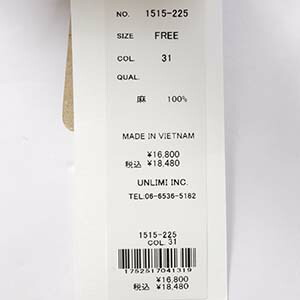 NO. 1515-225
SIZE FREE
COL. 31
QUAL.
麻 100%
MADE IN VIETNAM
¥16,800
税込 ¥18,480
UNLIMI INC.
TEL:06-6536-5182
1515-225
COL. 31
1752517041319
¥16,800
税込 ¥18,480